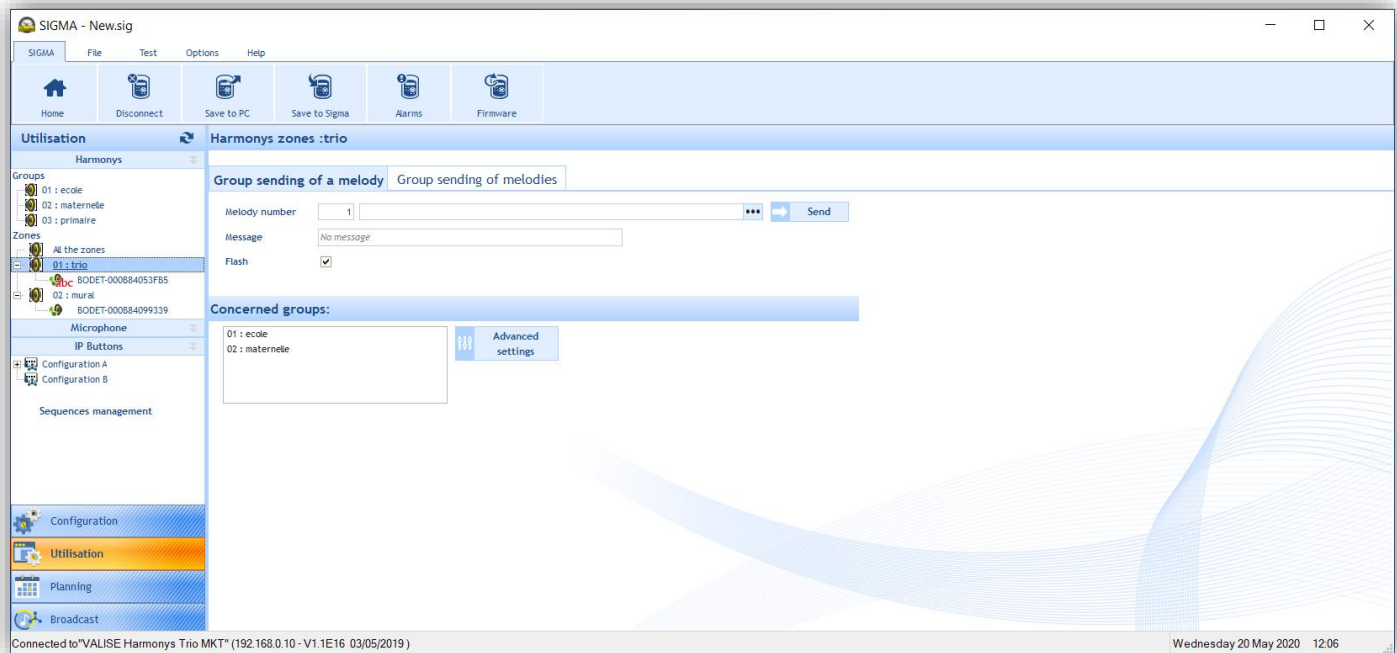 SIGMA - New.sig
SIGMA File Test Options Help
Home Disconnect Save to PC Save to Sigma Alarms Firmware
Utilisation
Harmonys
Groups
01 : ecole
02 : maternelle
03 : primaire
Zones
All the zones
01 : trio
abc BODET-000B84053FB5
02 : mural
BODET-000B84099339
Microphone
IP Buttons
Configuration A
Configuration B
Sequences management
Configuration
Utilisation
Planning
Broadcast
Harmonys zones :trio
Group sending of a melody Group sending of melodies
Melody number 1 ••• Send
Message No message
Flash
Concerned groups:
01 : ecole
02 : maternelle
Advanced
settings
Connected to"VALISE Harmonys Trio MKT" (192.168.0.10 - V1.1E16 03/05/2019 )
Wednesday 20 May 2020 12:06